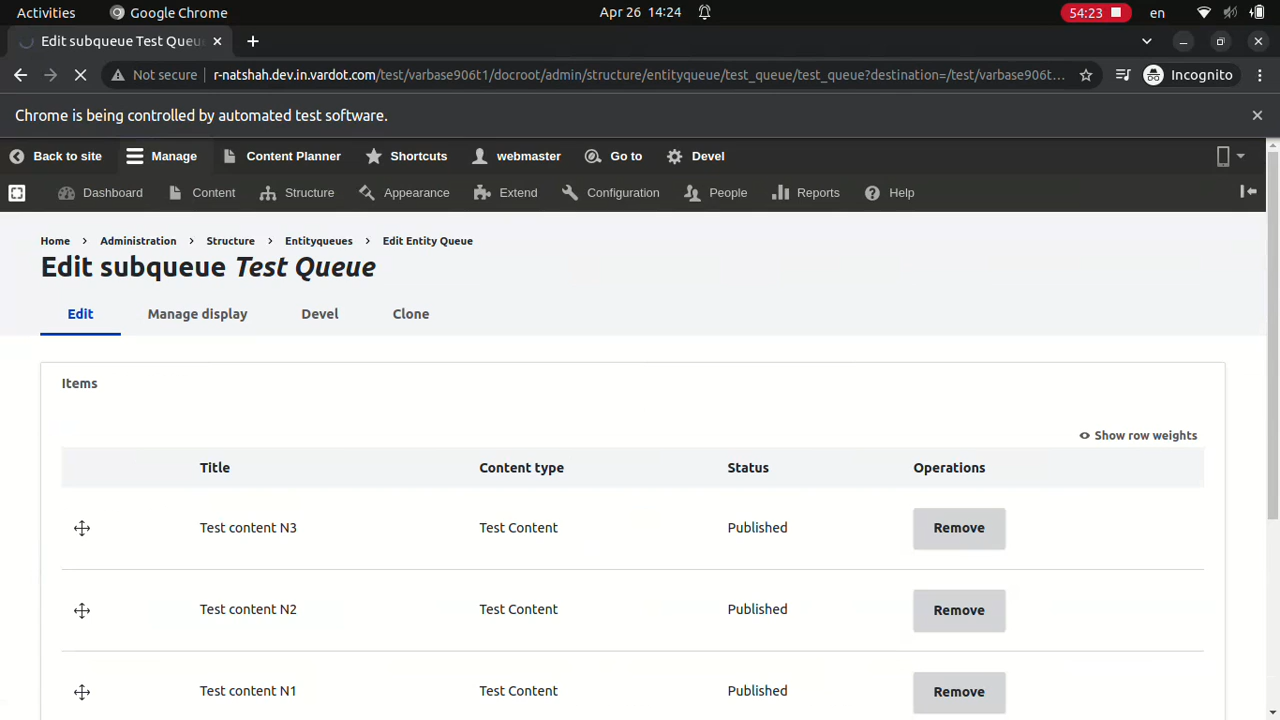 Activities Google Chrome Apr 26 14:24 54:23 en
Edit subqueue Test Queu
Not secure r-natshah.dev.in.vardot.com/test/varbase906t1/docroot/admin/structure/entityqueue/test_queue/test_queue?destination=/test/varbase906t... Incognito
Chrome is being controlled by automated test software.
Back to site Manage Content Planner Shortcuts webmaster Go to Devel
Dashboard Content Structure Appearance Extend Configuration People Reports Help
Home › Administration › Structure › Entityqueues › Edit Entity Queue
Edit subqueue Test Queue
Edit Manage display Devel Clone
Items
Show row weights
Title Content type Status Operations
Test content N3 Test Content Published Remove
Test content N2 Test Content Published Remove
Test content N1 Test Content Published Remove